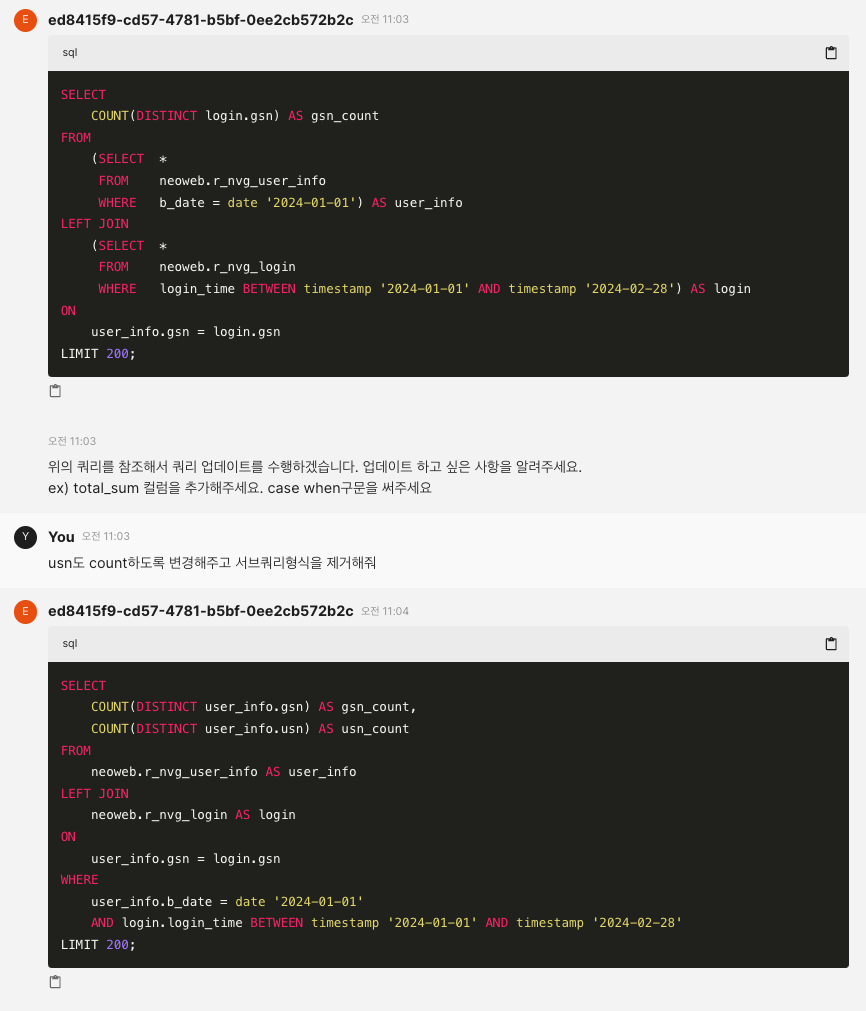 E ed8415f9-cd57-4781-b5bf-0ee2cb572b2c 오전 11:03
sql
SELECT
    COUNT(DISTINCT login.gsn) AS gsn_count
FROM
    (SELECT  *
     FROM    neoweb.r_nvg_user_info
     WHERE   b_date = date '2024-01-01') AS user_info
LEFT JOIN
    (SELECT  *
     FROM    neoweb.r_nvg_login
     WHERE   login_time BETWEEN timestamp '2024-01-01' AND timestamp '2024-02-28') AS login
ON
    user_info.gsn = login.gsn
LIMIT 200;
오전 11:03
위의 쿼리를 참조해서 쿼리 업데이트를 수행하겠습니다. 업데이트 하고 싶은 사항을 알려주세요.
ex) total_sum 컬럼을 추가해주세요. case when구문을 써주세요
Y You 오전 11:03
usn도 count하도록 변경해주고 서브쿼리형식을 제거해줘
E ed8415f9-cd57-4781-b5bf-0ee2cb572b2c 오전 11:04
sql
SELECT
    COUNT(DISTINCT user_info.gsn) AS gsn_count,
    COUNT(DISTINCT user_info.usn) AS usn_count
FROM
    neoweb.r_nvg_user_info AS user_info
LEFT JOIN
    neoweb.r_nvg_login AS login
ON
    user_info.gsn = login.gsn
WHERE
    user_info.b_date = date '2024-01-01'
    AND login.login_time BETWEEN timestamp '2024-01-01' AND timestamp '2024-02-28'
LIMIT 200;